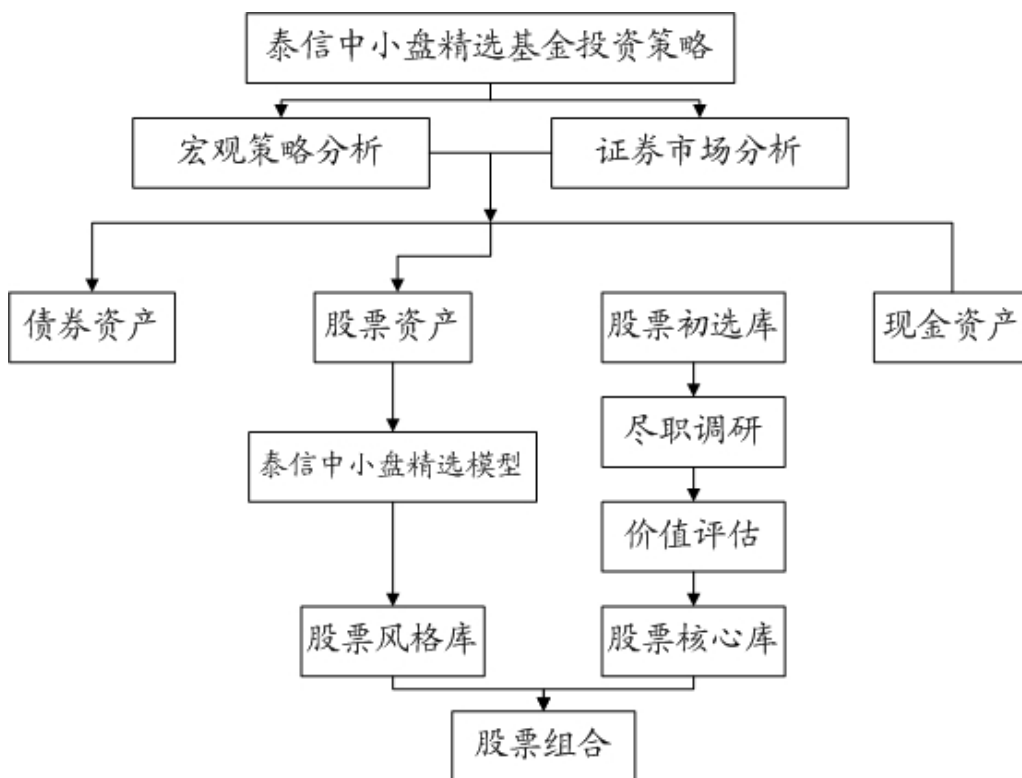 泰信中小盘精选基金投资策略
宏观策略分析
证券市场分析
债券资产
股票资产
股票初选库
现金资产
尽职调研
泰信中小盘精选模型
价值评估
股票风格库
股票核心库
股票组合